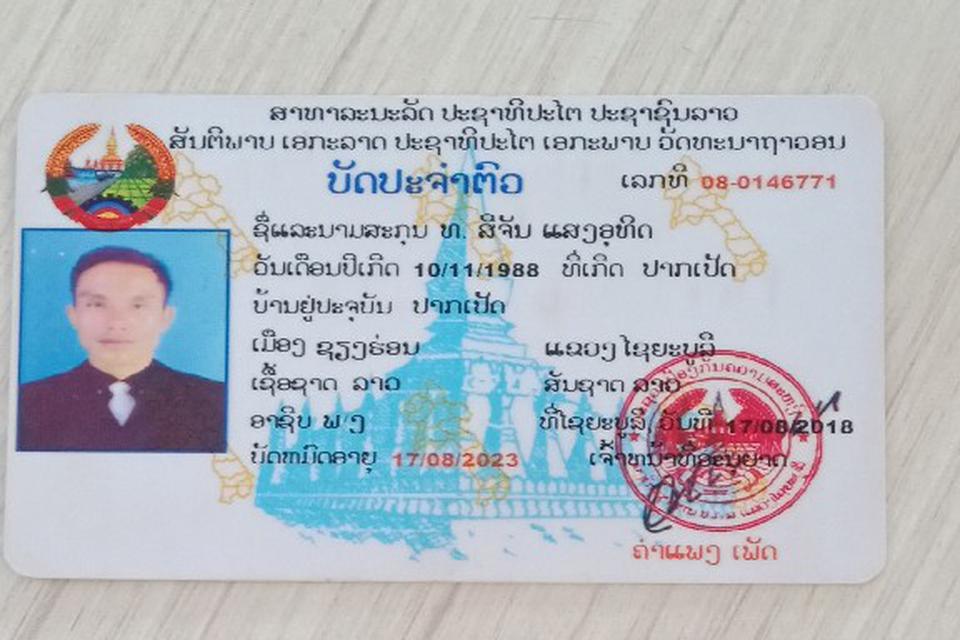 ສາທາລະນະລັດ ປະຊາທິປະໄຕ ປະຊາຊົນລາວ
ສັນຕິພາບ ເອກະລາດ ປະຊາທິປະໄຕ ເອກະພາບ ວັດທະນາຖາວອນ
ບັດປະຈຳຕົວ
ເລກທີ 08-0146771
ຊື່ແລະນາມສະກຸນ ທ. ສີຈັນ ແສງອຸທິດ
ວັນເດືອນປີເກີດ 10/11/1988 ທີ່ເກີດ ປາກເປັດ
ບ້ານຢູ່ປະຈຸບັນ ປາກເປັດ
ເມືອງ ຊຽງຮ່ອນ ແຂວງ ໄຊຍະບູລີ
ເຊື້ອຊາດ ລາວ ສັນຊາດ ລາວ
ອາຊີບ ພ ງ ທີ່ໄຊຍະບູລີ, ວັນທີ 17/08/2018
ບັດຫມົດອາຍຸ 17/08/2023 ເຈົ້າຫນ້າທີ່ອະນຸຍາດ
ຄຳແພງ ເພັດ